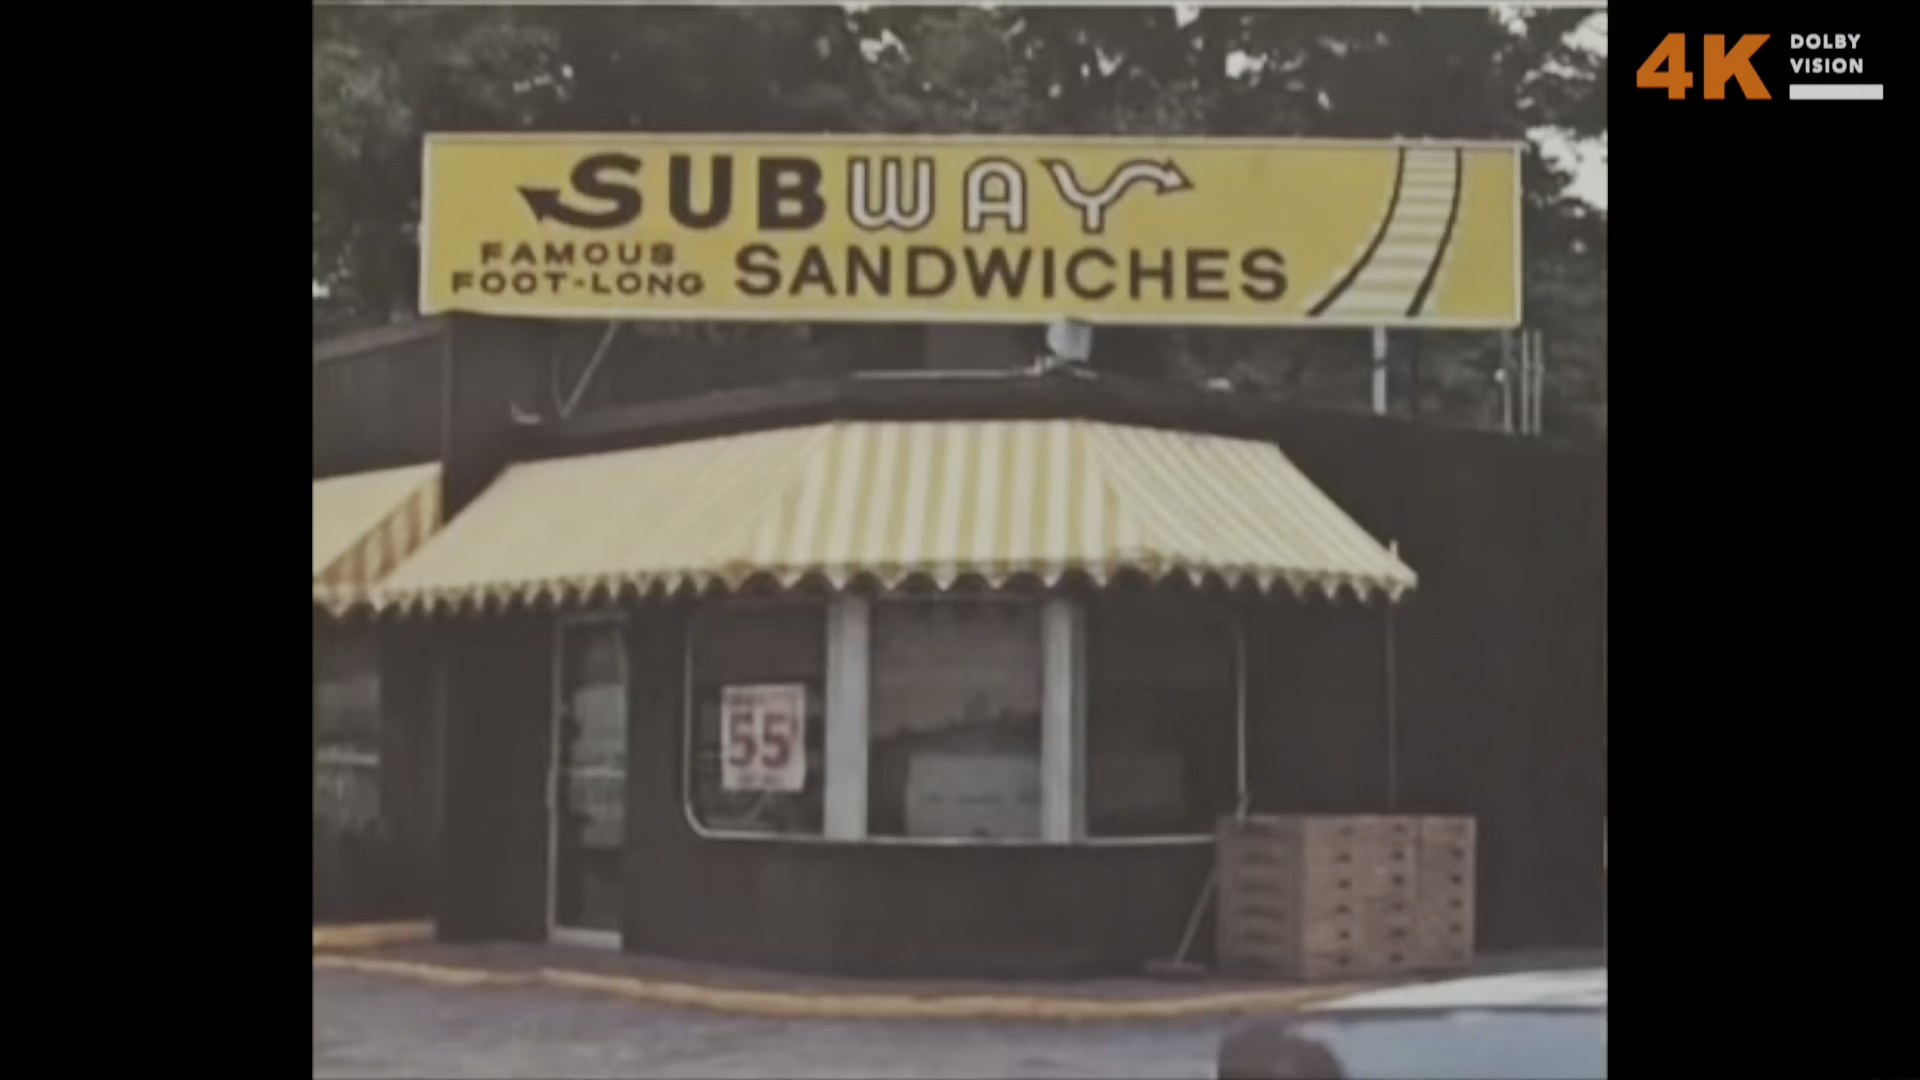 SUBWAY
FAMOUS
FOOT-LONG
SANDWICHES
55
4K
DOLBY
VISION